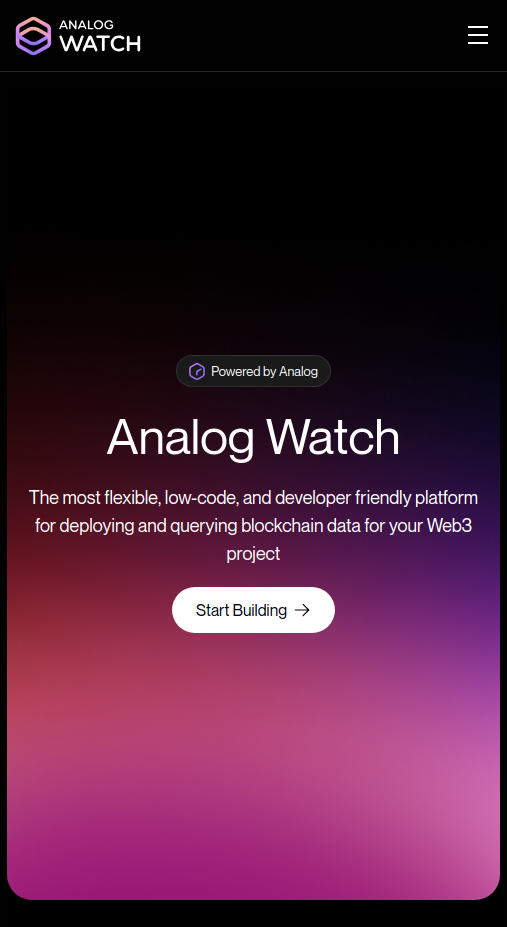 ANALOG
WATCH
Powered by Analog
Analog Watch
The most flexible, low-code, and developer friendly platform
for deploying and querying blockchain data for your Web3
project
Start Building